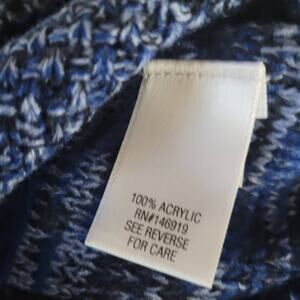 100% ACRYLIC
RN#146919
SEE REVERSE
FOR CARE